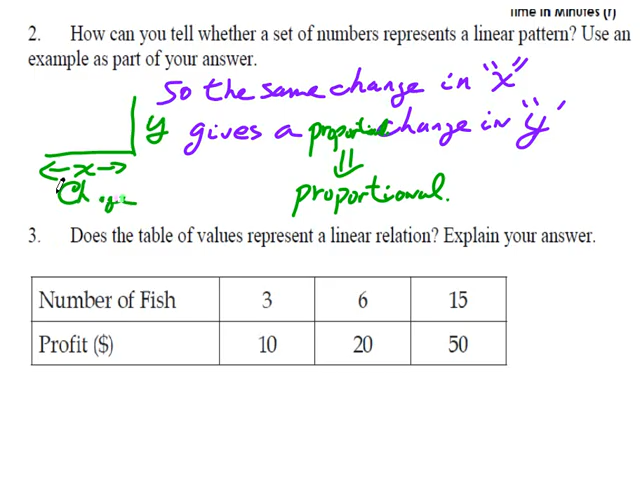 Time in Minutes (t)
2. How can you tell whether a set of numbers represents a linear pattern? Use an
example as part of your answer.
So the same change in "x"
y gives a proportional change in "y"
x
proportional.
3. Does the table of values represent a linear relation? Explain your answer.
Number of Fish 3 6 15
Profit ($) 10 20 50